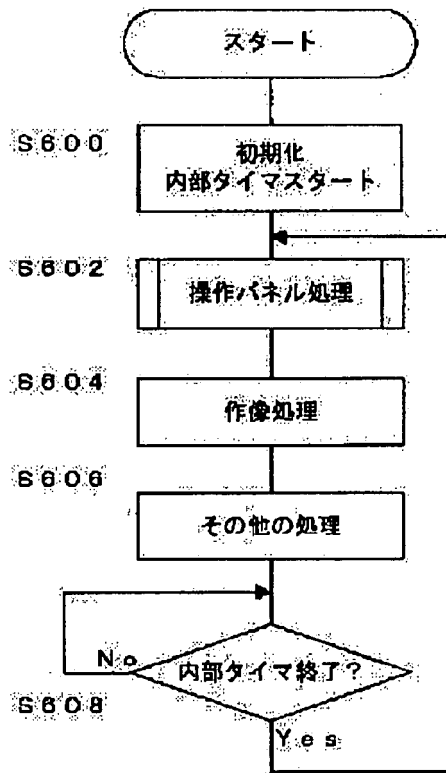 スタート
S600
初期化
内部タイマスタート
S602
操作パネル処理
S604
作像処理
S606
その他の処理
No
内部タイマ終了?
S608
Yes